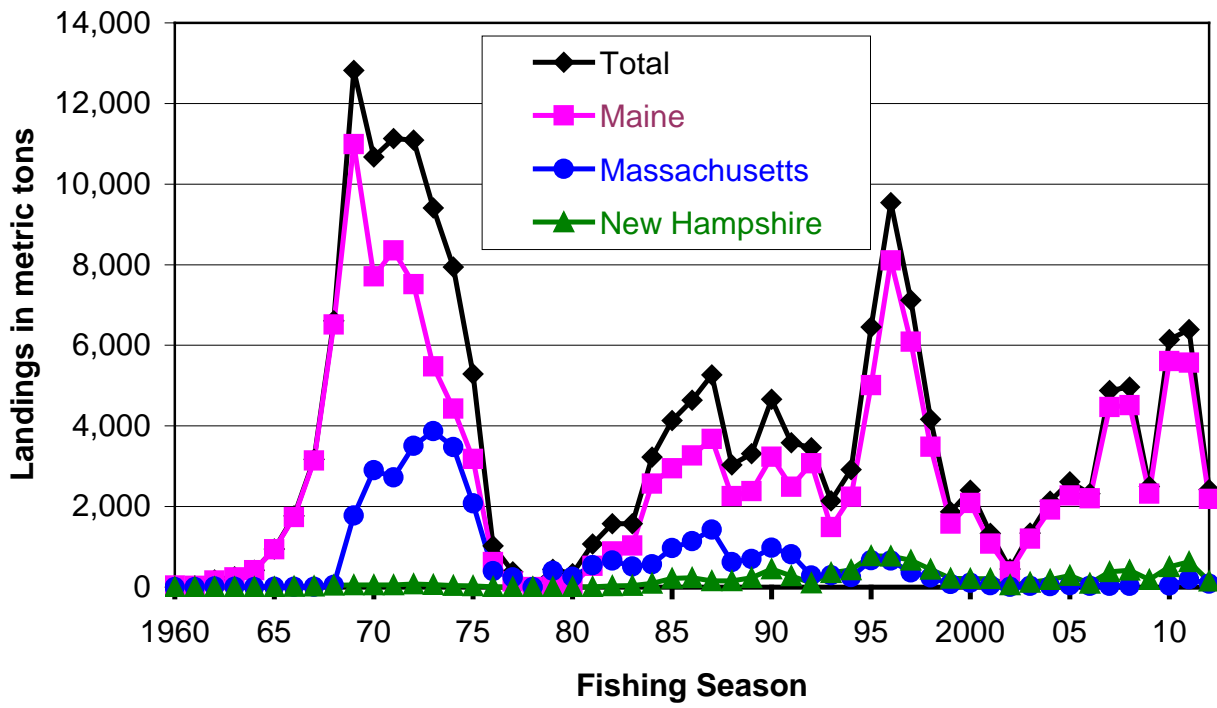 14,000
12,000
10,000
8,000
6,000
4,000
2,000
0
Landings in metric tons
Total
Maine
Massachusetts
New Hampshire
1960 65 70 75 80 85 90 95 2000 05 10
Fishing Season